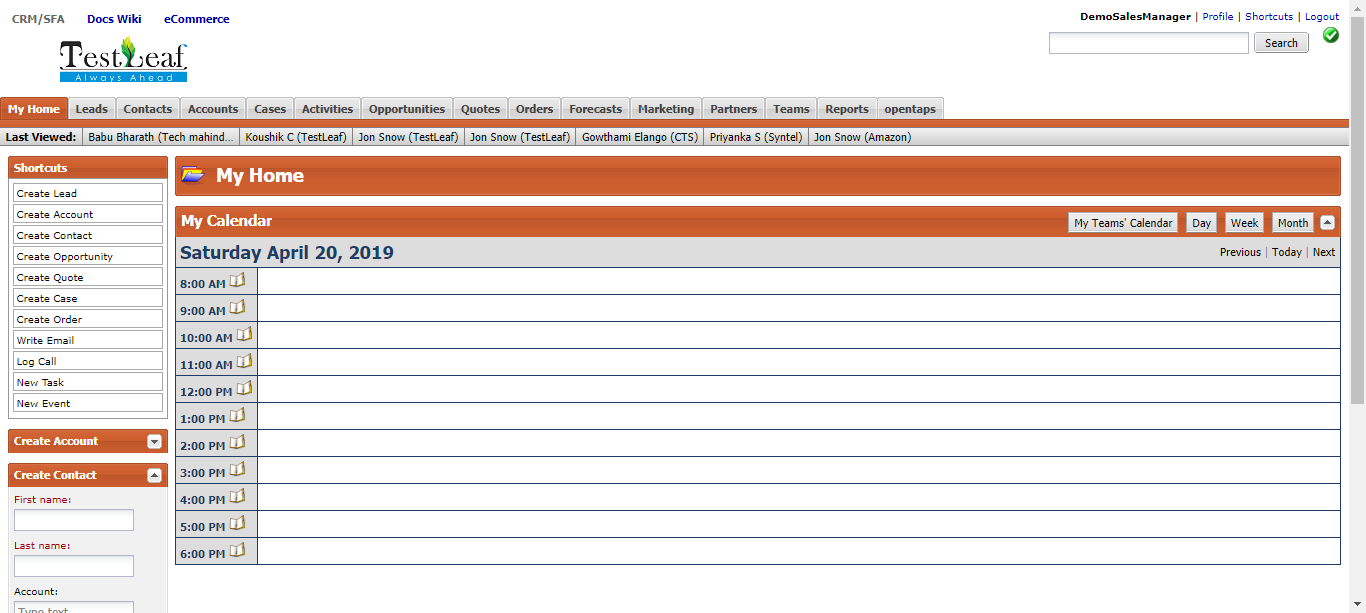 CRM/SFA Docs Wiki eCommerce
DemoSalesManager | Profile | Shortcuts | Logout
Search
TestLeaf
Always Ahead
My Home Leads Contacts Accounts Cases Activities Opportunities Quotes Orders Forecasts Marketing Partners Teams Reports opentaps
Last Viewed: Babu Bharath (Tech mahind... Koushik C (TestLeaf) Jon Snow (TestLeaf) Jon Snow (TestLeaf) Gowthami Elango (CTS) Priyanka S (Syntel) Jon Snow (Amazon)
Shortcuts
Create Lead
Create Account
Create Contact
Create Opportunity
Create Quote
Create Case
Create Order
Write Email
Log Call
New Task
New Event
Create Account
Create Contact
First name:
Last name:
Account:
Type text
My Home
My Calendar My Teams' Calendar Day Week Month
Saturday April 20, 2019 Previous | Today | Next
8:00 AM
9:00 AM
10:00 AM
11:00 AM
12:00 PM
1:00 PM
2:00 PM
3:00 PM
4:00 PM
5:00 PM
6:00 PM